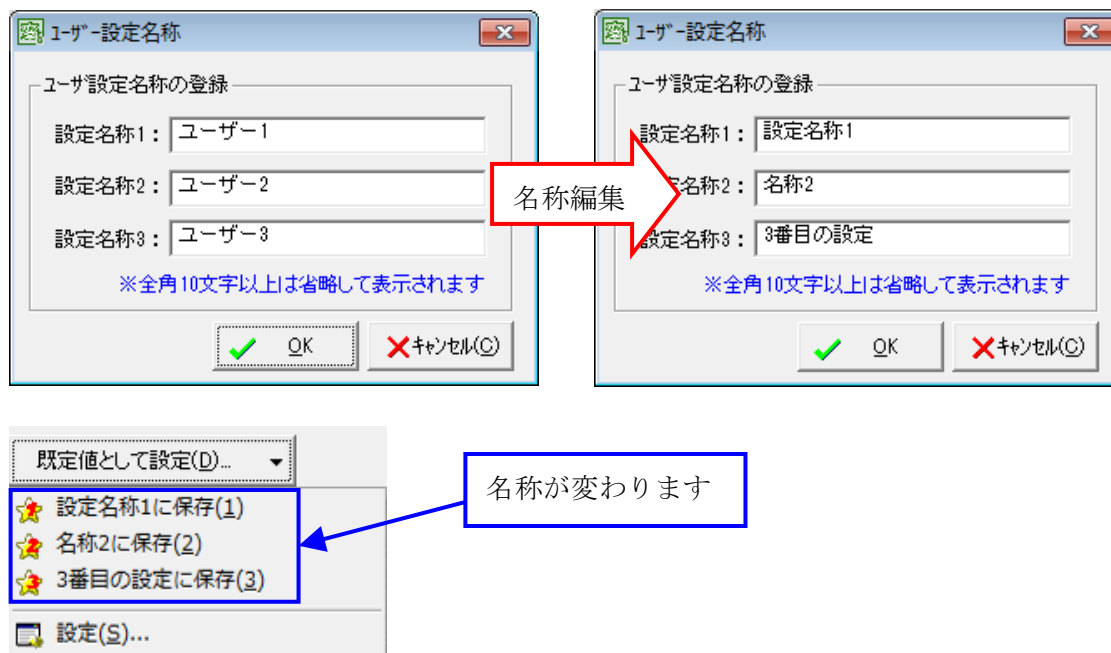 ﾕｰｻﾞｰ設定名称
ﾕｰｻﾞ設定名称の登録
設定名称1： ユーザー1
設定名称2： ユーザー2
設定名称3： ユーザー3
※全角10文字以上は省略して表示されます
OK ｷｬﾝｾﾙ(C)
名称編集
ﾕｰｻﾞｰ設定名称
ﾕｰｻﾞ設定名称の登録
設定名称1： 設定名称1
定名称2： 名称2
設定名称3： 3番目の設定
※全角10文字以上は省略して表示されます
OK ｷｬﾝｾﾙ(C)
既定値として設定(D)...
設定名称1に保存(1)
名称2に保存(2)
3番目の設定に保存(3)
設定(S)...
名称が変わります